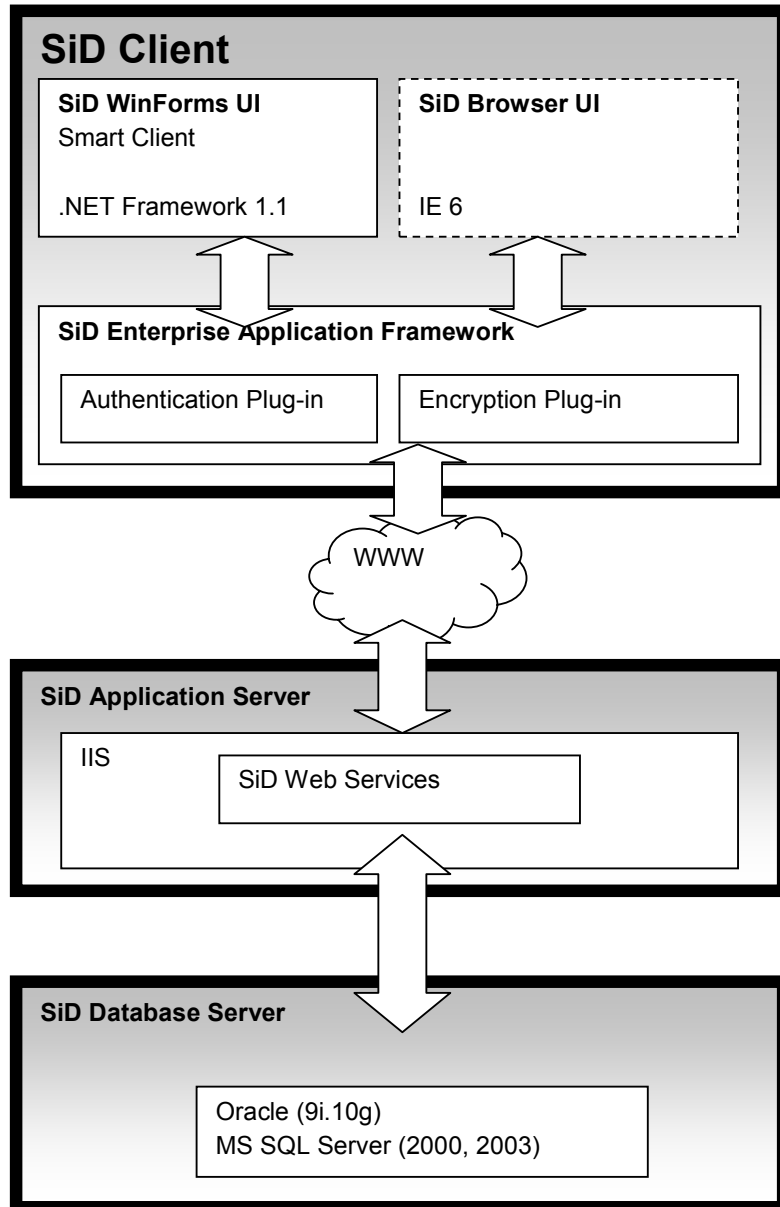 SiD Client
SiD WinForms UI
Smart Client
.NET Framework 1.1
SiD Browser UI
IE 6
SiD Enterprise Application Framework
Authentication Plug-in
Encryption Plug-in
WWW
SiD Application Server
IIS
SiD Web Services
SiD Database Server
Oracle (9i.10g)
MS SQL Server (2000, 2003)